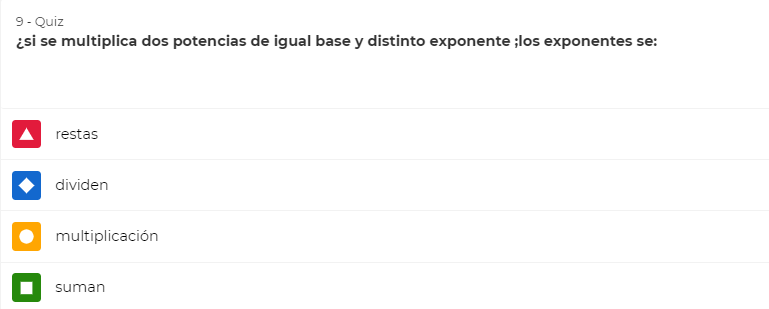 9 - Quiz
¿si se multiplica dos potencias de igual base y distinto exponente ;los exponentes se:
restas
dividen
multiplicación
suman